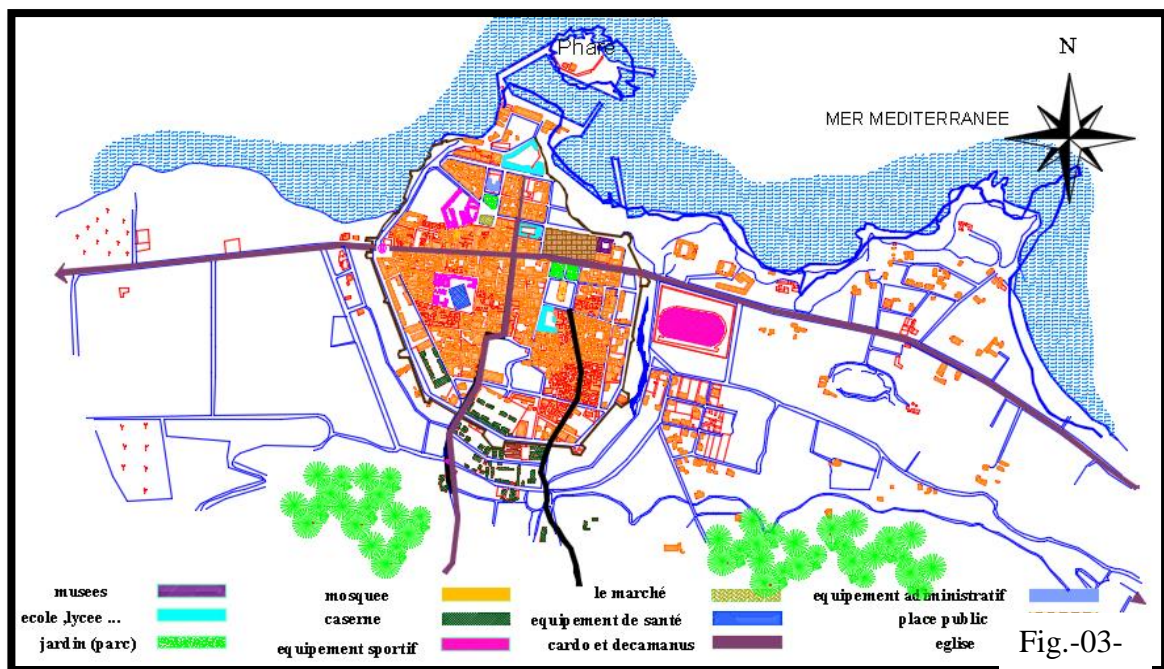 Phare
N
MER MEDITERRANEE
musees
mosquee
le marché
equipement administratif
ecole ,lycee ...
caserne
equipement de santé
place public
jardin (parc)
equipement sportif
cardo et decamanus
eglise
Fig.-03-